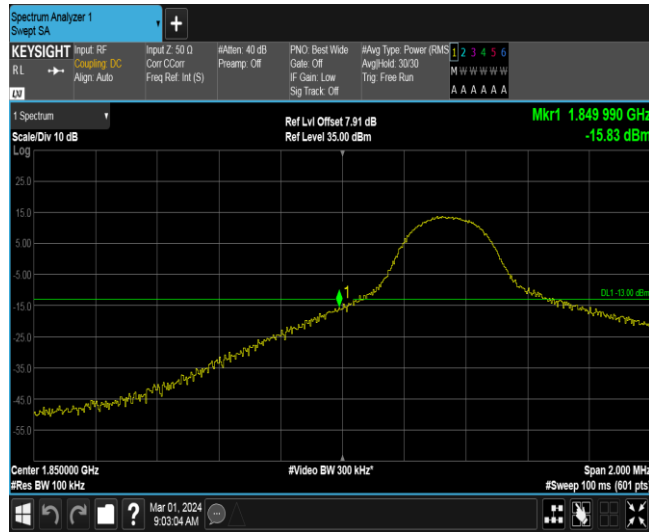 Spectrum Analyzer 1
Swept SA
+
KEYSIGHT
RL
LXI
Input: RF
Coupling: DC
Align: Auto
Input Z: 50 Ω
Corr CCorr
Freq Ref: Int (S)
#Atten: 40 dB
Preamp: Off
PNO: Best Wide
Gate: Off
IF Gain: Low
Sig Track: Off
#Avg Type: Power (RMS
Avg|Hold: 30/30
Trig: Free Run
1 2 3 4 5 6
M W W W W W
A A A A A A
1 Spectrum
Scale/Div 10 dB
Log
Ref Lvl Offset 7.91 dB
Ref Level 35.00 dBm
Mkr1 1.849 990 GHz
-15.83 dBm
25.0
15.0
5.00
-5.00
-15.0
-25.0
-35.0
-45.0
-55.0
1
DL1 -13.00 dBm
Center 1.850000 GHz
#Res BW 100 kHz
#Video BW 300 kHz*
Span 2.000 MHz
#Sweep 100 ms (601 pts)
?
Mar 01, 2024
9:03:04 AM